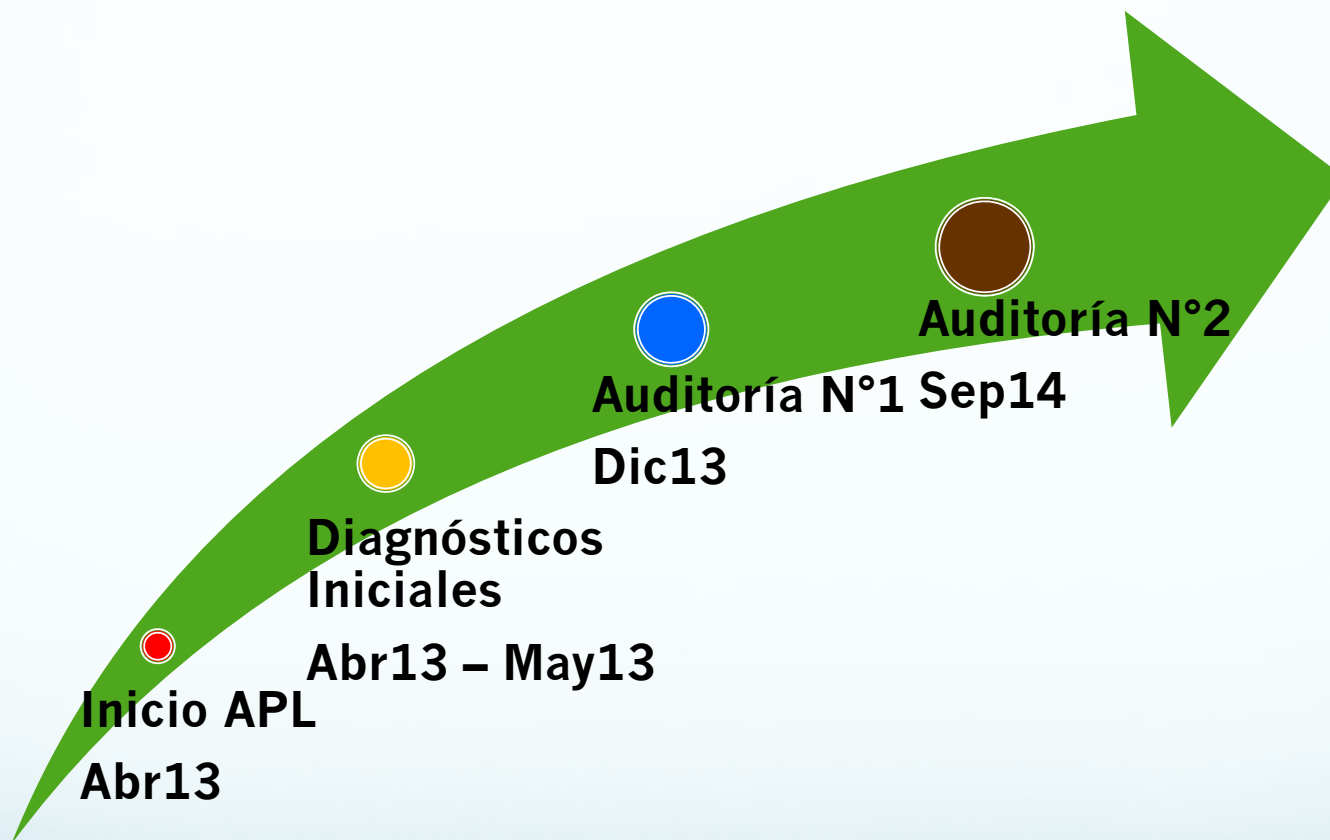 Inicio APL
Abr13
Diagnósticos
Iniciales
Abr13 – May13
Auditoría N°1
Dic13
Auditoría N°2
Sep14